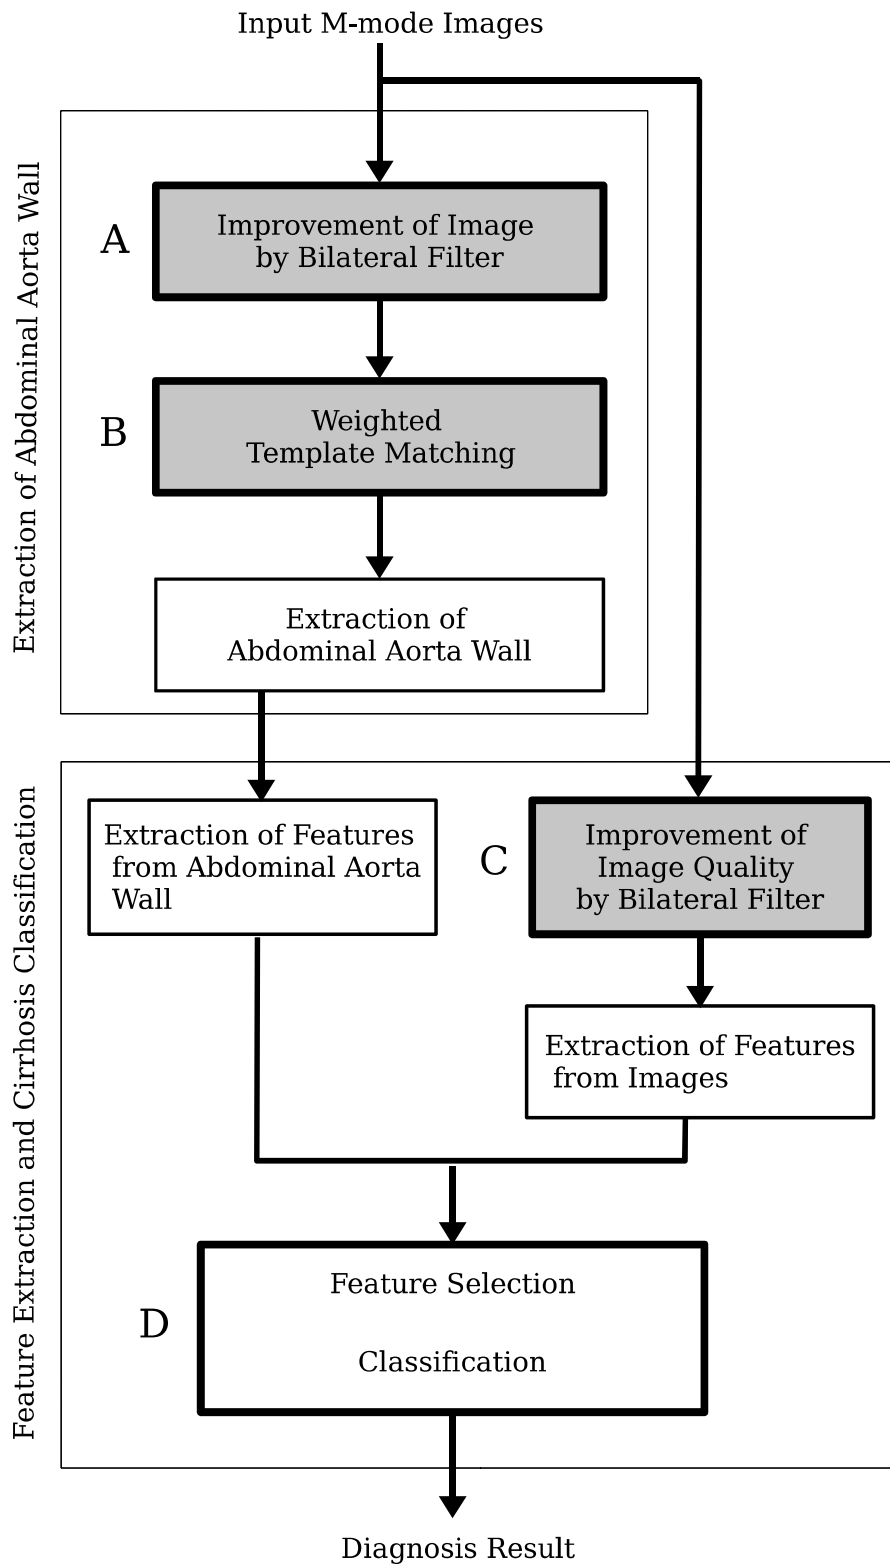 Input M-mode Images
Extraction of Abdominal Aorta Wall
A
Improvement of Image
by Bilateral Filter
B
Weighted
Template Matching
Extraction of
Abdominal Aorta Wall
Feature Extraction and Cirrhosis Classification
Extraction of Features
from Abdominal Aorta
Wall
C
Improvement of
Image Quality
by Bilateral Filter
Extraction of Features
from Images
D
Feature Selection
Classification
Diagnosis Result